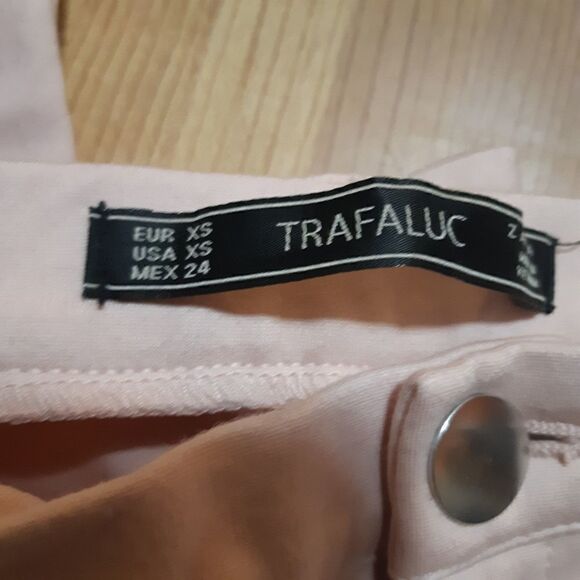 EUR XS
USA XS
MEX 24
TRAFALUC
Z